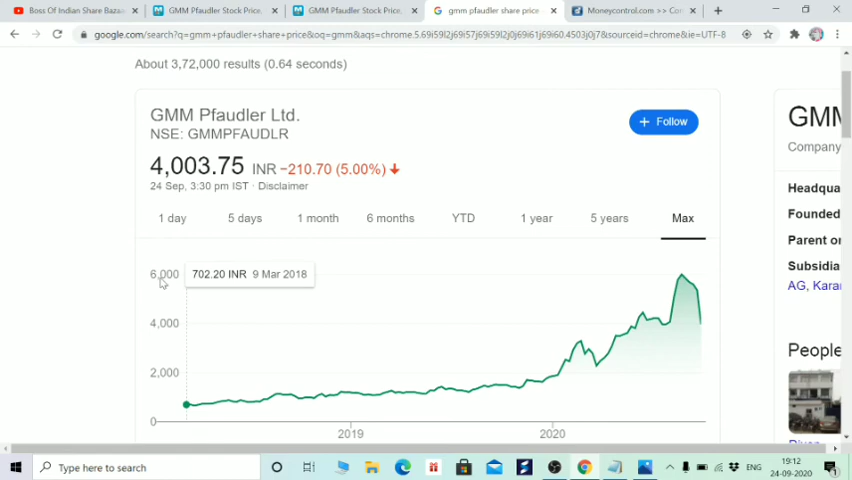 Boss Of Indian Share Bazaa
GMM Pfaudler Stock Price,
GMM Pfaudler Stock Price,
gmm pfaudler share price
Moneycontrol.com >> Con
google.com/search?q=gmm+pfaudler+share+price&oq=gmm&aqs=chrome.5.69i59l2j69i57j69i59l2j0j69i61j69i60.4503j0j7&sourceid=chrome&ie=UTF-8
About 3,72,000 results (0.64 seconds)
GMM Pfaudler Ltd.
NSE: GMMPFAUDLR
+ Follow
4,003.75 INR −210.70 (5.00%)
24 Sep, 3:30 pm IST · Disclaimer
1 day 5 days 1 month 6 months YTD 1 year 5 years Max
6,000
702.20 INR 9 Mar 2018
4,000
2,000
0
2019 2020
GMM
Company
Headqua
Founded
Parent or
Subsidia
AG, Karar
People
Type here to search
ENG
19:12
24-09-2020